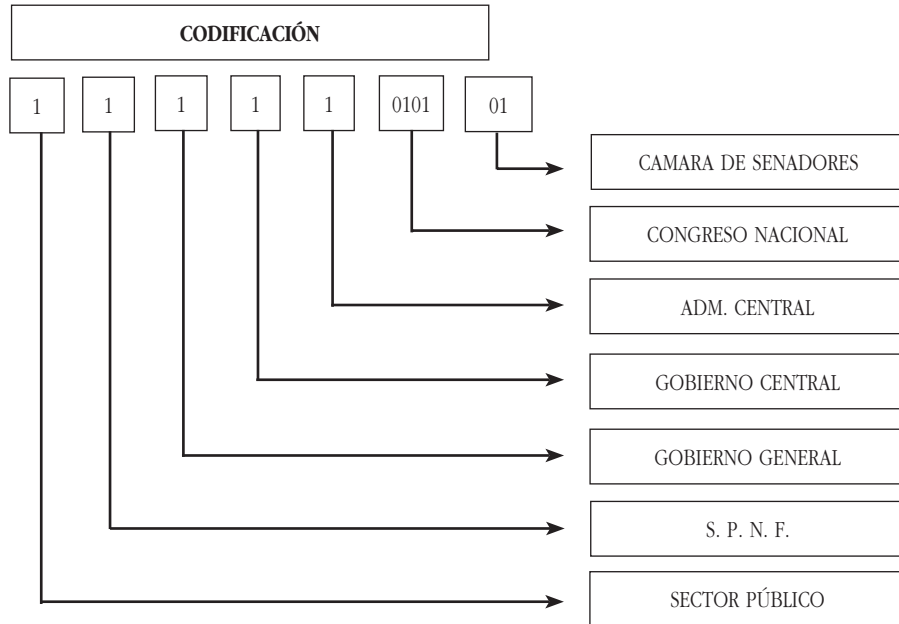 CODIFICACIÓN
1 1 1 1 1 0101 01
CAMARA DE SENADORES
CONGRESO NACIONAL
ADM. CENTRAL
GOBIERNO CENTRAL
GOBIERNO GENERAL
S. P. N. F.
SECTOR PÚBLICO